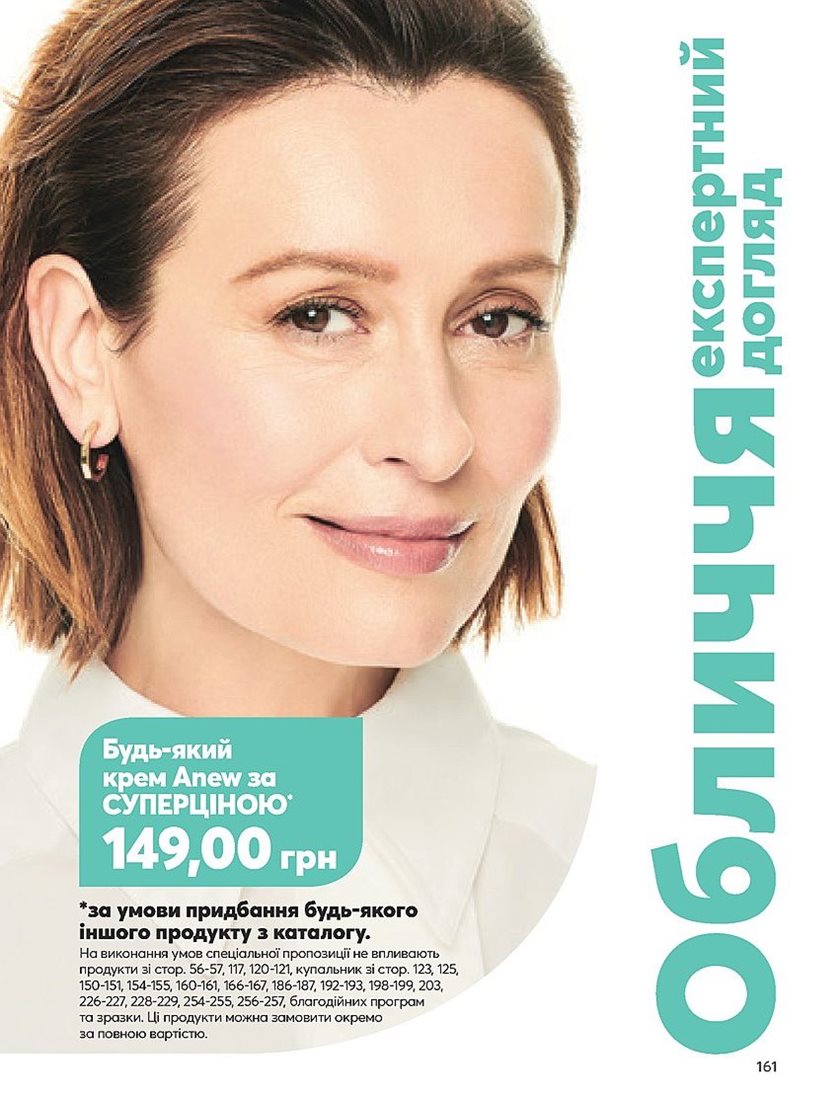 Обличчя
експертний
догляд
Будь-який
крем Anew за
СУПЕРЦІНОЮ*
149,00 грн
*за умови придбання будь-якого
іншого продукту з каталогу.
На виконання умов спеціальної пропозиції не впливають
продукти зі стор. 56-57, 117, 120-121, купальник зі стор. 123, 125,
150-151, 154-155, 160-161, 166-167, 186-187, 192-193, 198-199, 203,
226-227, 228-229, 254-255, 256-257, благодійних програм
та зразки. Ці продукти можна замовити окремо
за повною вартістю.
161